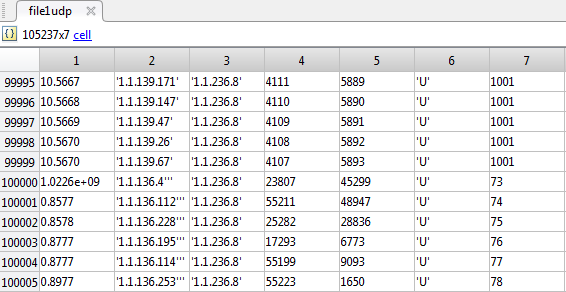 file1udp
{} 105237x7 cell
1 2 3 4 5 6 7
99995 10.5667 '1.1.139.171' '1.1.236.8' 4111 5889 'U' 1001
99996 10.5668 '1.1.139.147' '1.1.236.8' 4110 5890 'U' 1001
99997 10.5669 '1.1.139.47' '1.1.236.8' 4109 5891 'U' 1001
99998 10.5670 '1.1.139.26' '1.1.236.8' 4108 5892 'U' 1001
99999 10.5670 '1.1.139.67' '1.1.236.8' 4107 5893 'U' 1001
100000 1.0226e+09 '1.1.136.4''' '1.1.236.8' 23807 45299 'U' 73
100001 0.8577 '1.1.136.112''' '1.1.236.8' 55211 48947 'U' 74
100002 0.8578 '1.1.136.228''' '1.1.236.8' 25282 28836 'U' 75
100003 0.8777 '1.1.136.195''' '1.1.236.8' 17293 6773 'U' 76
100004 0.8777 '1.1.136.114''' '1.1.236.8' 55199 9093 'U' 77
100005 0.8977 '1.1.136.253''' '1.1.236.8' 55223 1650 'U' 78